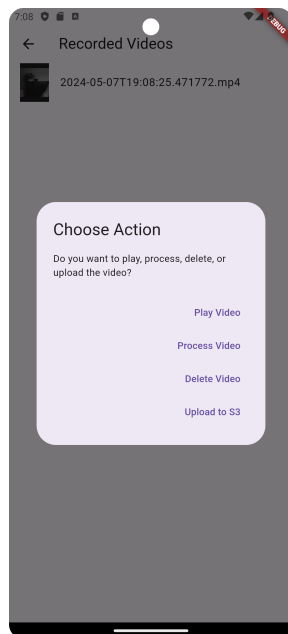 7:08
DEBUG
Recorded Videos
2024-05-07T19:08:25.471772.mp4
Choose Action
Do you want to play, process, delete, or
upload the video?
Play Video
Process Video
Delete Video
Upload to S3